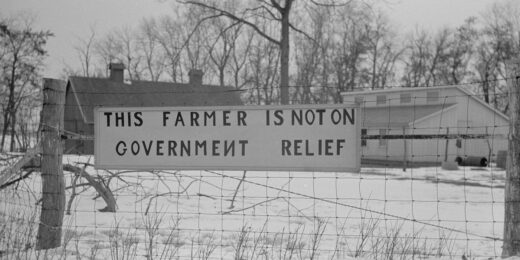 THIS FARMER IS NOT ON
GOVERNMENT RELIEF